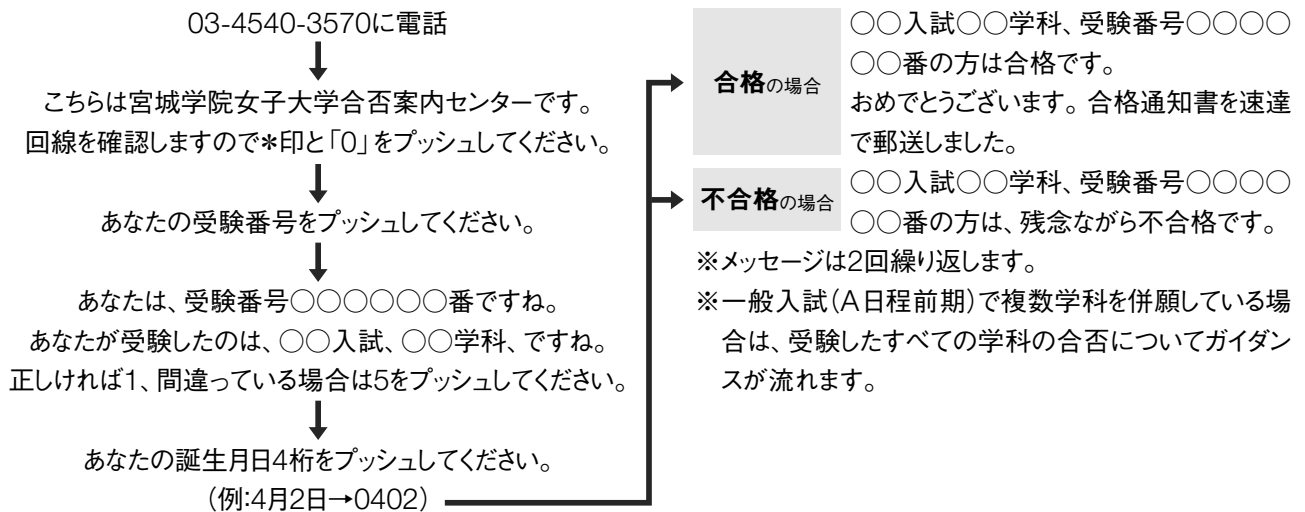 03-4540-3570に電話
こちらは宮城学院女子大学合否案内センターです。
回線を確認しますので＊印と「0」をプッシュしてください。
あなたの受験番号をプッシュしてください。
あなたは、受験番号○○○○○○番ですね。
あなたが受験したのは、○○入試、○○学科、ですね。
正しければ1、間違っている場合は5をプッシュしてください。
あなたの誕生月日4桁をプッシュしてください。
（例:4月2日→0402）
合格の場合
○○入試○○学科、受験番号○○○○
○○番の方は合格です。
おめでとうございます。合格通知書を速達
で郵送しました。
不合格の場合
○○入試○○学科、受験番号○○○○
○○番の方は、残念ながら不合格です。
※メッセージは2回繰り返します。
※一般入試（A日程前期）で複数学科を併願している場
合は、受験したすべての学科の合否についてガイダン
スが流れます。